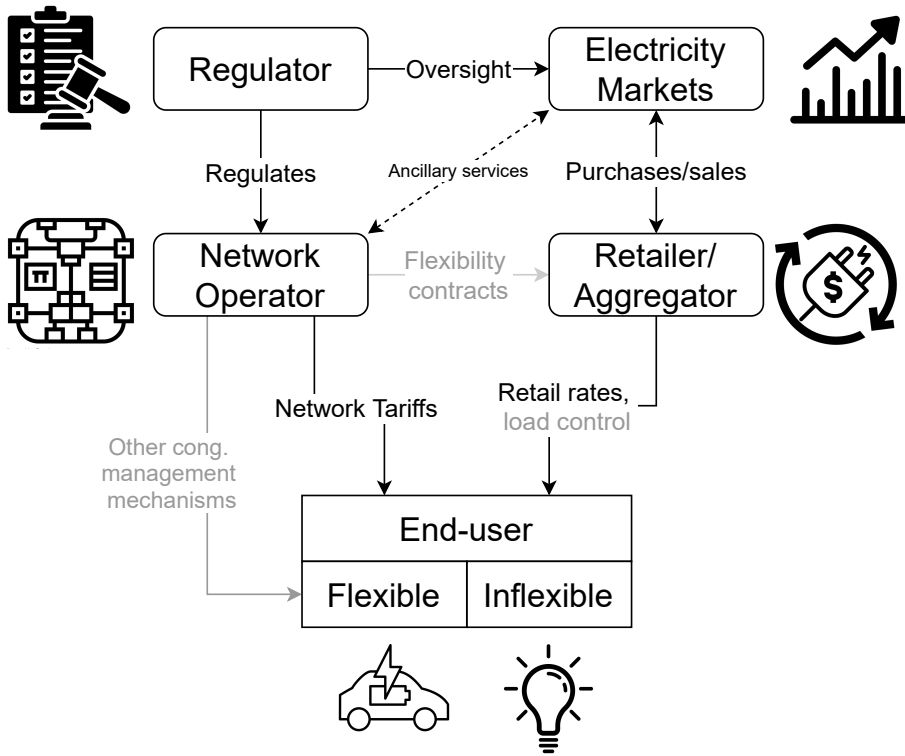 Regulator
Oversight
Electricity
Markets
Regulates
Ancillary services
Purchases/sales
Network
Operator
Flexibility
contracts
Retailer/
Aggregator
$
Network Tariffs
Retail rates,
load control
Other cong.
management
mechanisms
End-user
Flexible
Inflexible